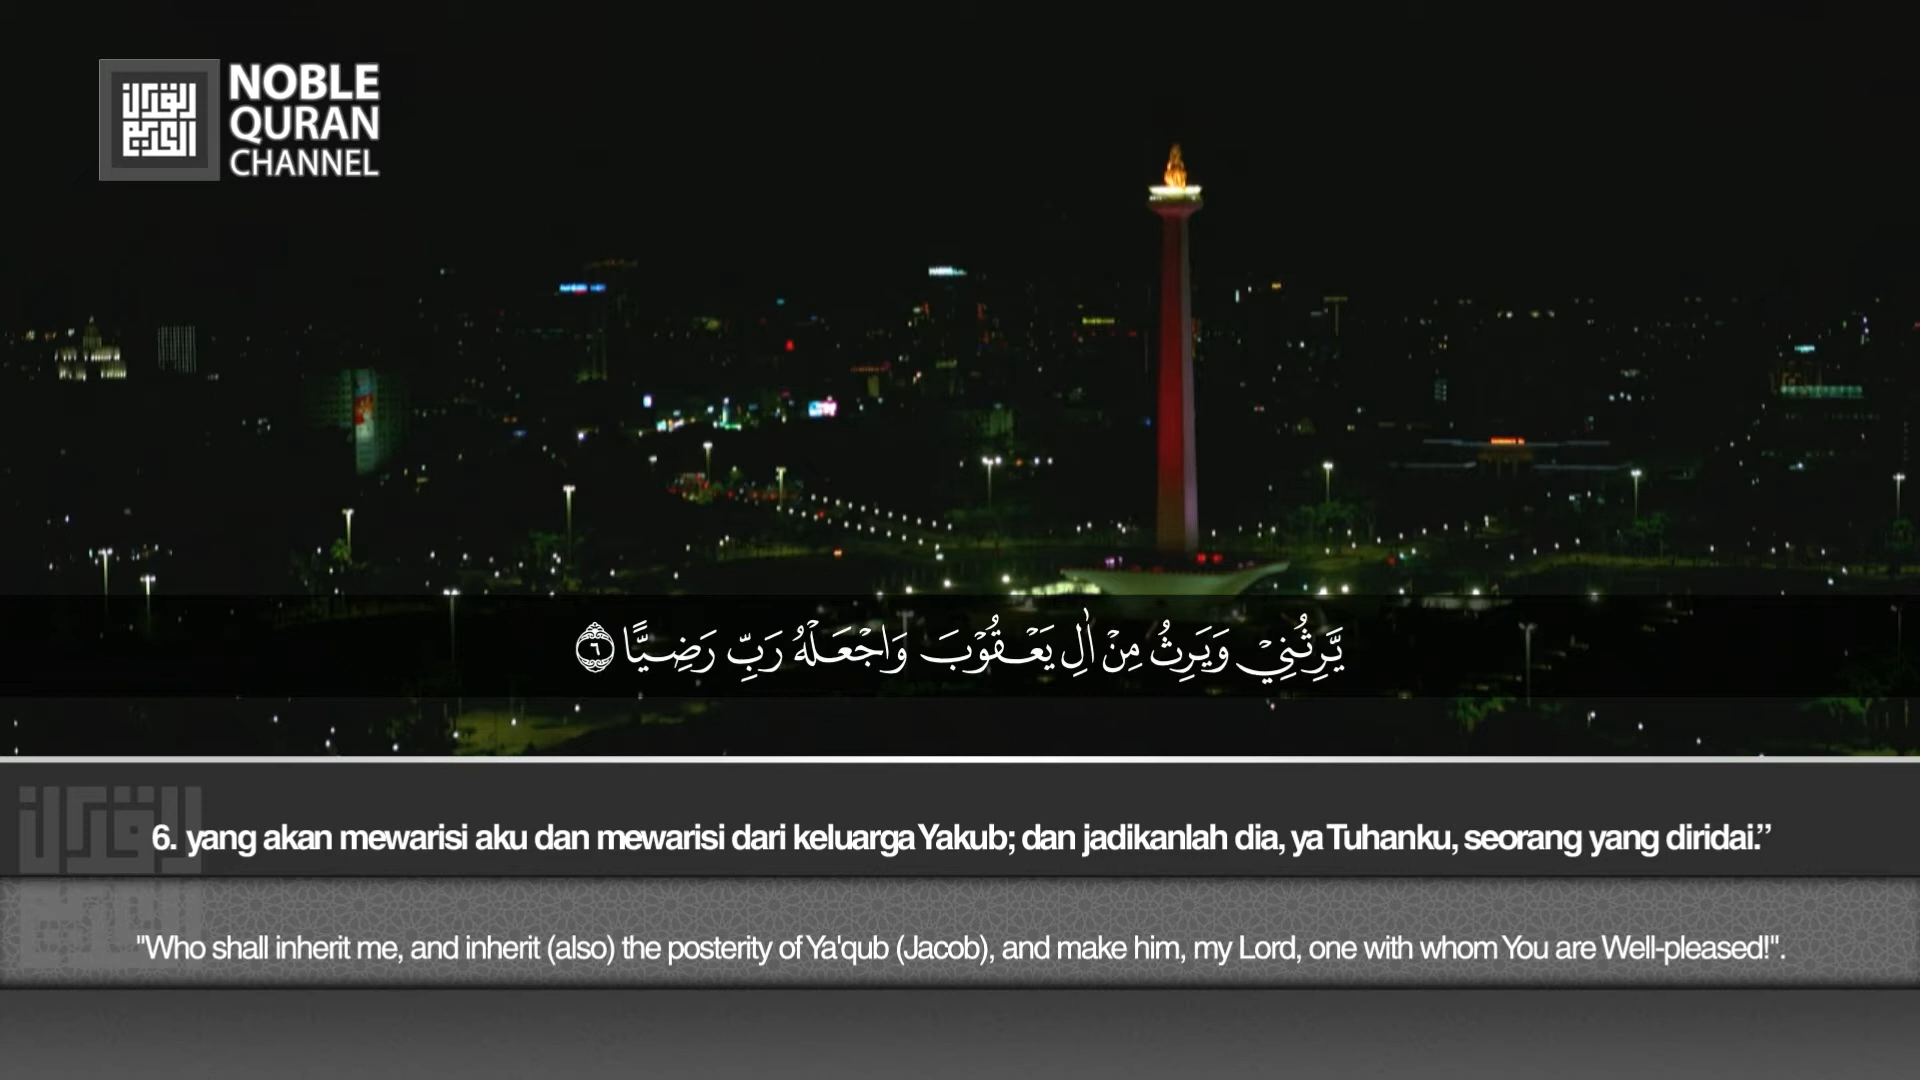 القرآن
الكريم
NOBLE
QURAN
CHANNEL
يَّرِثُنِيْ وَيَرِثُ مِنْ اٰلِ يَعْقُوْبَ وَاجْعَلْهُ رَبِّ رَضِيًّا ٦
6. yang akan mewarisi aku dan mewarisi dari keluarga Yakub; dan jadikanlah dia, ya Tuhanku, seorang yang diridai.”
"Who shall inherit me, and inherit (also) the posterity of Ya'qub (Jacob), and make him, my Lord, one with whom You are Well-pleased!".